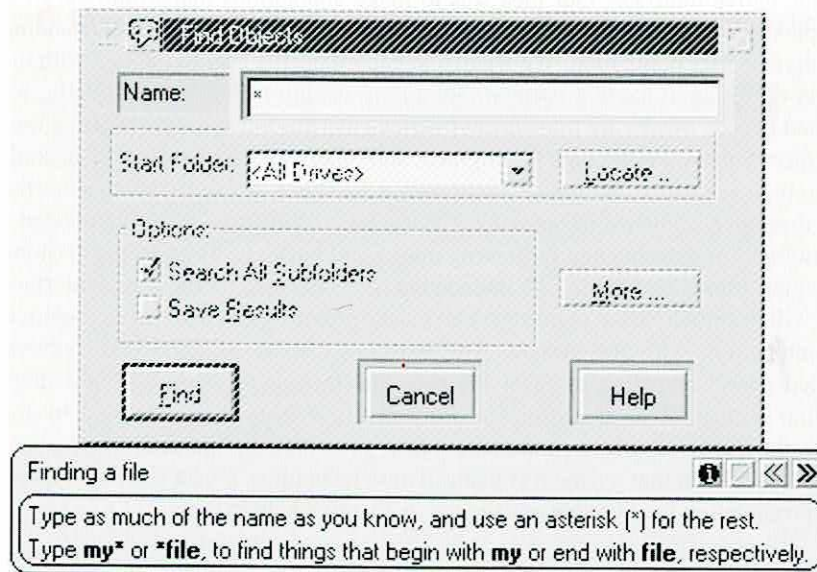 Find Objects
Name: *
Start Folder: <All Drives> Locate...
Options:
Search All Subfolders
Save Results
More...
Find Cancel Help
Finding a file
Type as much of the name as you know, and use an asterisk (*) for the rest.
Type my* or *file, to find things that begin with my or end with file, respectively.